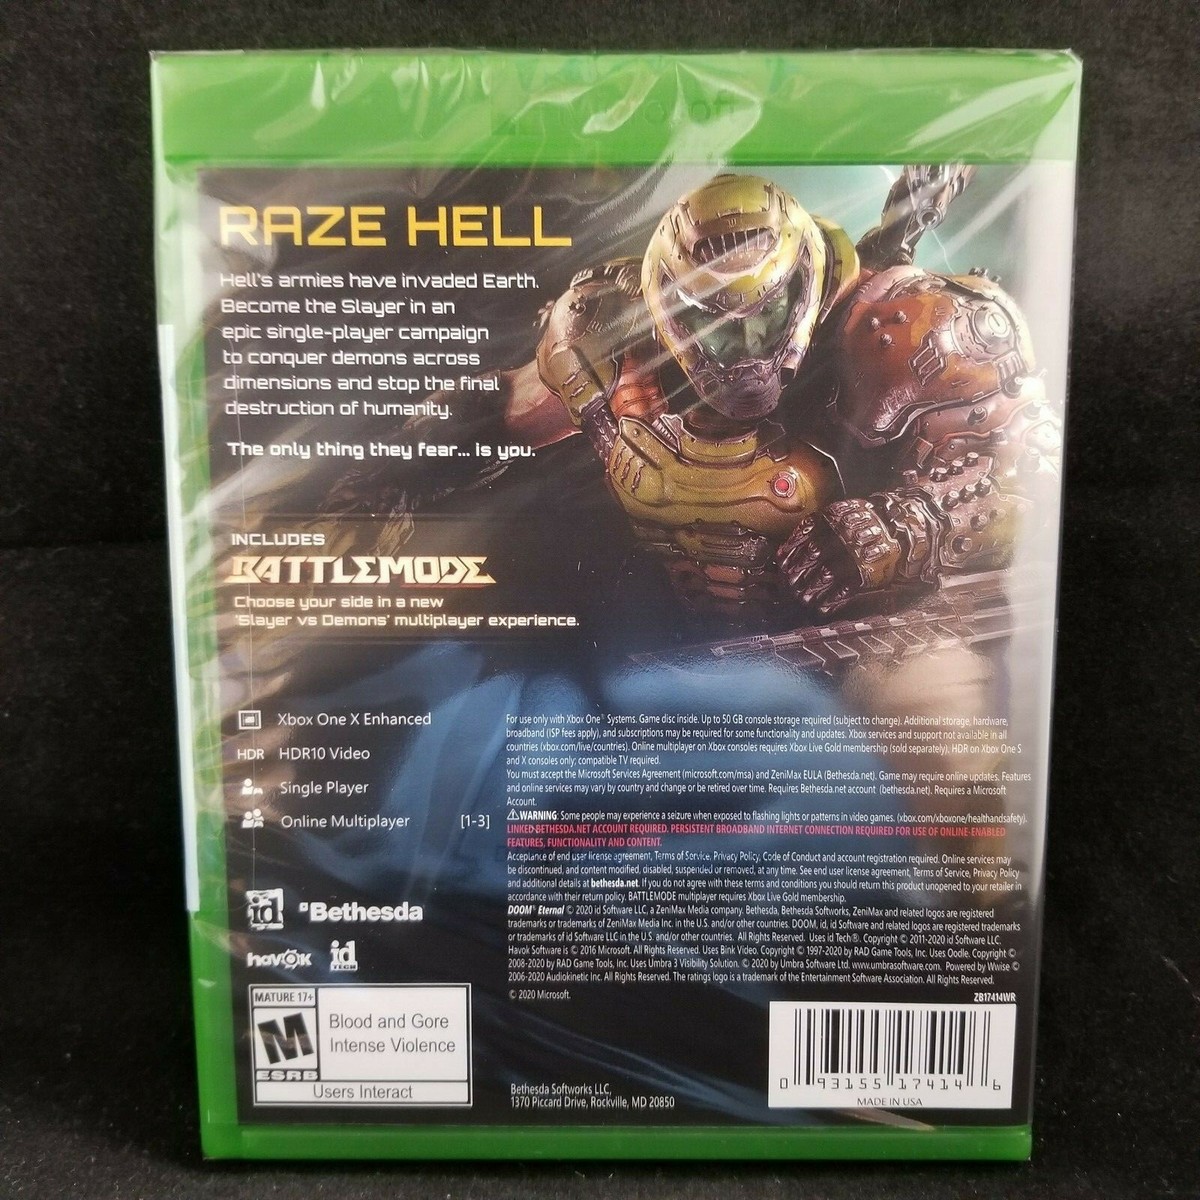 Microsoft
RAZE HELL
Hell's armies have invaded Earth.
Become the Slayer in an
epic single-player campaign
to conquer demons across
dimensions and stop the final
destruction of humanity.
The only thing they fear... is you.
INCLUDES
BATTLEMODE
Choose your side in a new
'Slayer vs Demons' multiplayer experience.
Xbox One X Enhanced
HDR HDR10 Video
Single Player
Online Multiplayer [1-3]
For use only with Xbox One™ Systems. Game disc inside. Up to 50 GB console storage required (subject to change). Additional storage, hardware,
broadband (ISP fees apply), and subscriptions may be required for some functionality and updates. Xbox services and support not available in all
countries (xbox.com/live/countries). Online multiplayer on Xbox consoles requires Xbox Live Gold membership (sold separately); HDR on Xbox One S
and X consoles only; compatible TV required.
You must accept the Microsoft Services Agreement (microsoft.com/msa) and ZeniMax EULA (Bethesda.net). Game may require online updates. Features
and online services may vary by country and change or be retired over time. Requires Bethesda.net account (bethesda.net). Requires a Microsoft
Account.
⚠WARNING: Some people may experience a seizure when exposed to flashing lights or patterns in video games. (xbox.com/xboxone/healthandsafety).
LINKED BETHESDA.NET ACCOUNT REQUIRED. PERSISTENT BROADBAND INTERNET CONNECTION REQUIRED FOR USE OF ONLINE-ENABLED
FEATURES, FUNCTIONALITY AND CONTENT.
Acceptance of end user license agreement, Terms of Service, Privacy Policy, Code of Conduct and account registration required. Online services may
be discontinued, and content modified, disabled, suspended or removed, at any time. See end user license agreement, Terms of Service, Privacy Policy
and additional details at bethesda.net. If you do not agree with these terms and conditions you should return this product unopened to your retailer in
accordance with their return policy. BATTLEMODE multiplayer requires Xbox Live Gold membership.
DOOM® Eternal © 2020 id Software LLC, a ZeniMax Media company. Bethesda, Bethesda Softworks, ZeniMax and related logos are registered
trademarks or trademarks of ZeniMax Media Inc. in the U.S. and/or other countries. DOOM, id, id Software and related logos are registered trademarks
or trademarks of id Software LLC in the U.S. and/or other countries. All Rights Reserved. Uses id Tech®. Copyright © 2011-2020 id Software LLC.
Havok Software is © 2016 Microsoft. All Rights Reserved. Uses Bink Video. Copyright © 1997-2020 by RAD Game Tools, Inc. Uses Oodle. Copyright ©
2008-2020 by RAD Game Tools, Inc. Uses Umbra 3 Visibility Solution. © 2020 by Umbra Software Ltd. www.umbrasoftware.com. Powered by Wwise ©
2006-2020 Audiokinetic Inc. All Rights Reserved. The ratings logo is a trademark of the Entertainment Software Association. All Rights Reserved.
© 2020 Microsoft.
ZB17414WR
id Bethesda
havok id
TECH
MATURE 17+
M
ESRB
Blood and Gore
Intense Violence
Users Interact
Bethesda Softworks LLC,
1370 Piccard Drive, Rockville, MD 20850
0 93155 17414 6
MADE IN USA